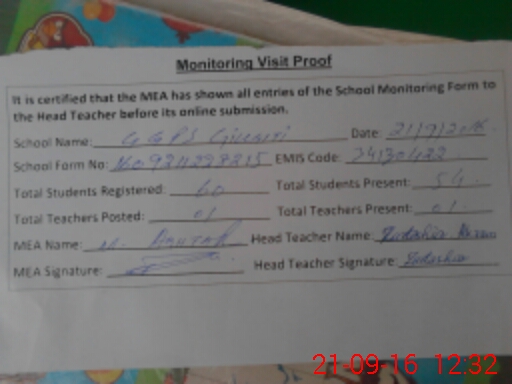 Monitoring Visit Proof
It is certified that the MEA has shown all entries of the School Monitoring Form to
the Head Teacher before its online submission.
School Name: GGPS Date: 21/9/2016
School Form No: EMIS Code: 34130422
Total Students Registered: 60 Total Students Present: 54
Total Teachers Posted: 01 Total Teachers Present: 01
MEA Name: M. Head Teacher Name:
MEA Signature: Head Teacher Signature:
21-09-16 12:32